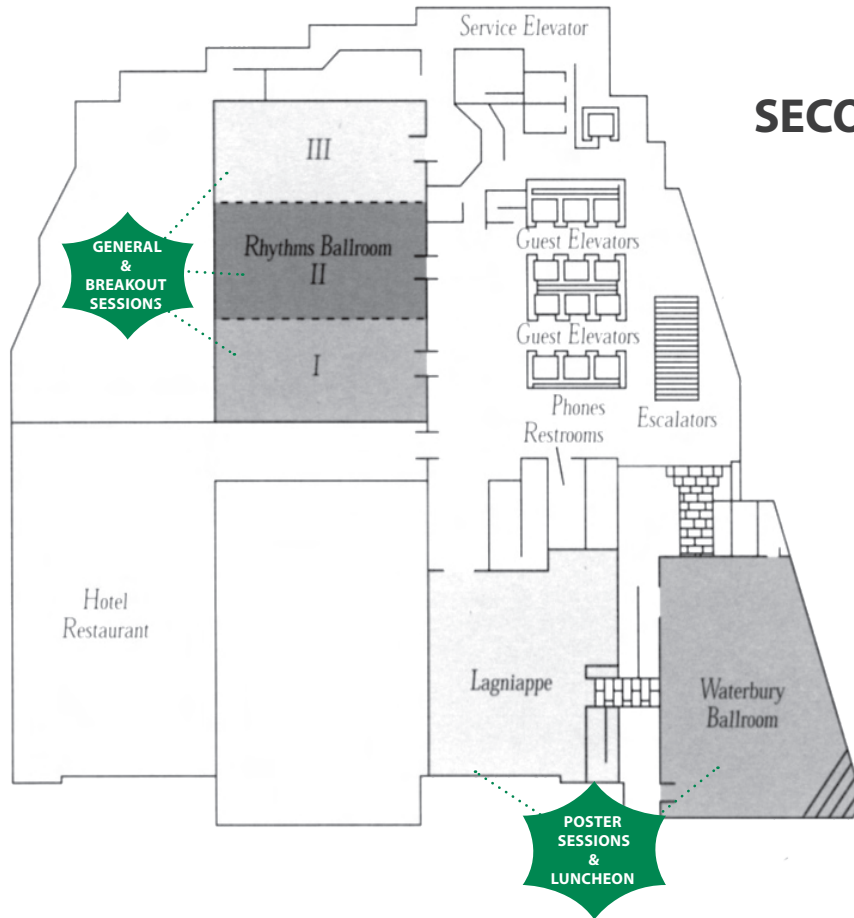 Service Elevator
SECO
III
GENERAL
&
BREAKOUT
SESSIONS
Rhythms Ballroom
II
Guest Elevators
Guest Elevators
I
Phones
Restrooms
Escalators
Hotel
Restaurant
Lagniappe
Waterbury
Ballroom
POSTER
SESSIONS
&
LUNCHEON